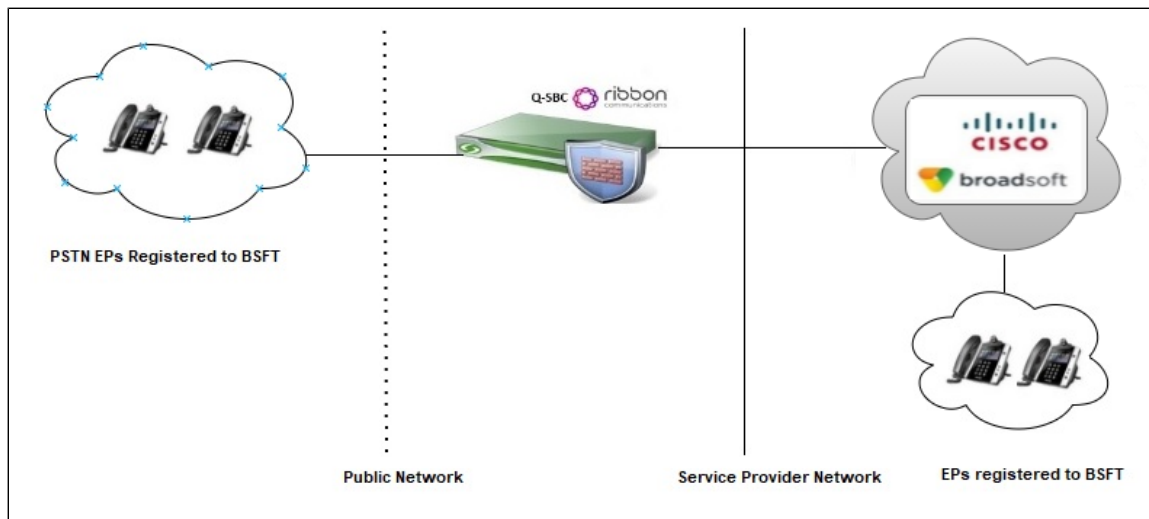 Q-SBC ribbon
communications
CISCO
broadsoft
PSTN EPs Registered to BSFT
Public Network
Service Provider Network
EPs registered to BSFT